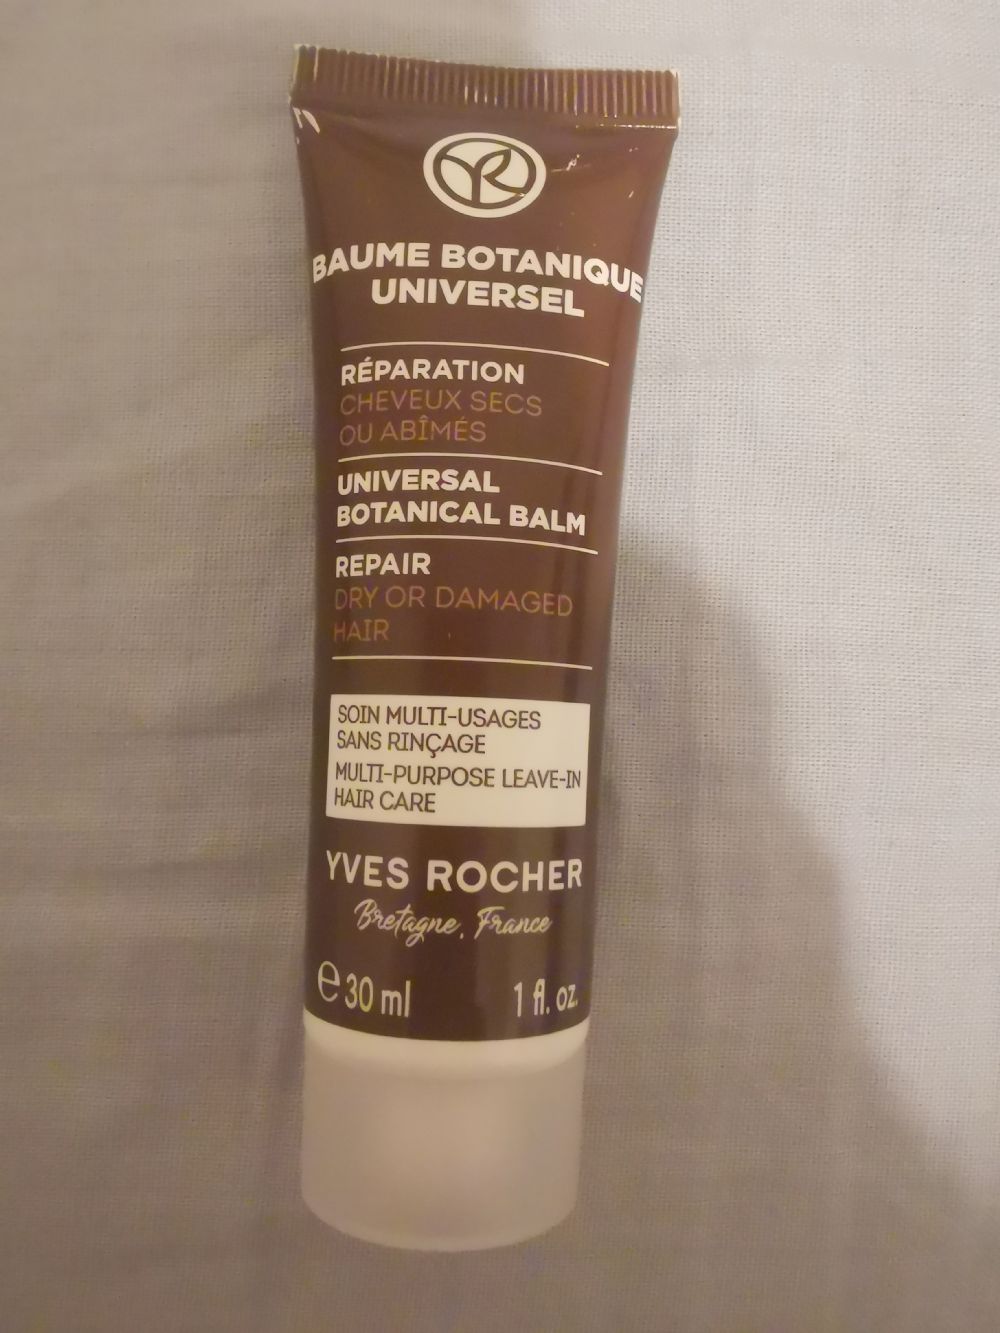 BAUME BOTANIQUE
UNIVERSEL
RÉPARATION
CHEVEUX SECS
OU ABÎMÉS
UNIVERSAL
BOTANICAL BALM
REPAIR
DRY OR DAMAGED
HAIR
SOIN MULTI-USAGES
SANS RINÇAGE
MULTI-PURPOSE LEAVE-IN
HAIR CARE
YVES ROCHER
Bretagne, France
℮ 30 ml 1 fl. oz.